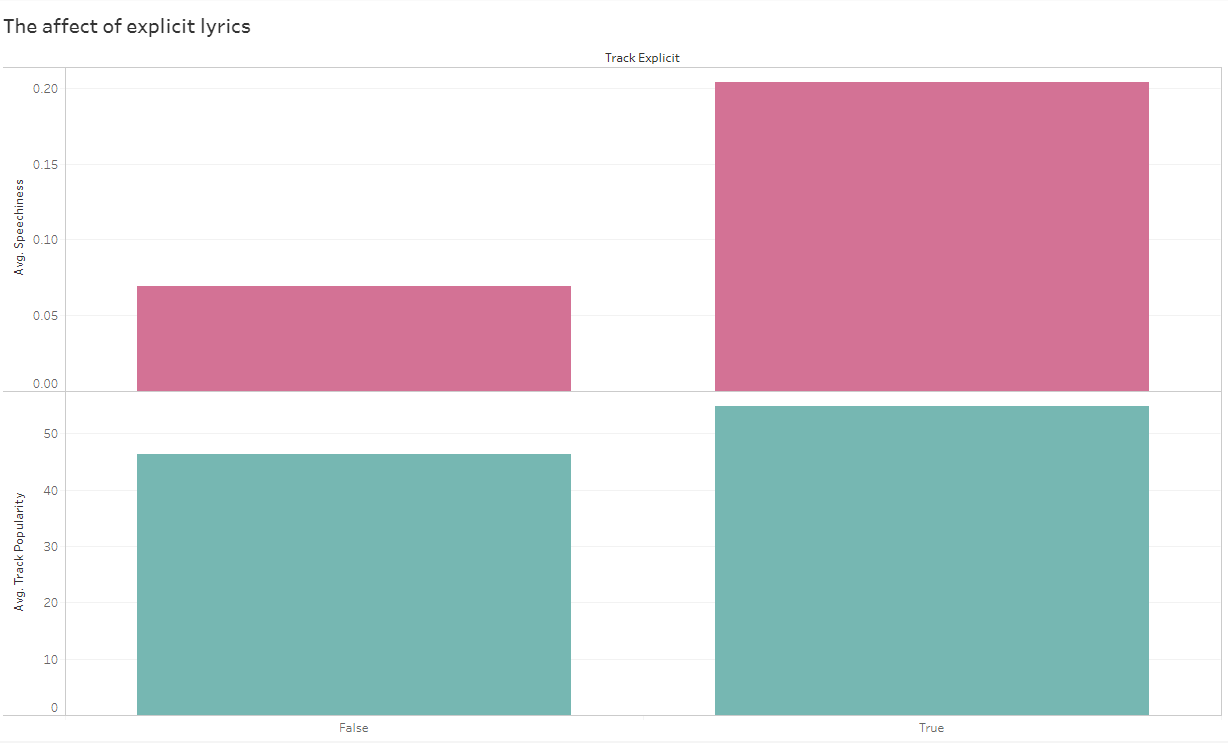 The affect of explicit lyrics
Track Explicit
0.20
0.15
0.10
0.05
0.00
Avg. Speechiness
50
40
30
20
10
0
Avg. Track Popularity
False
True